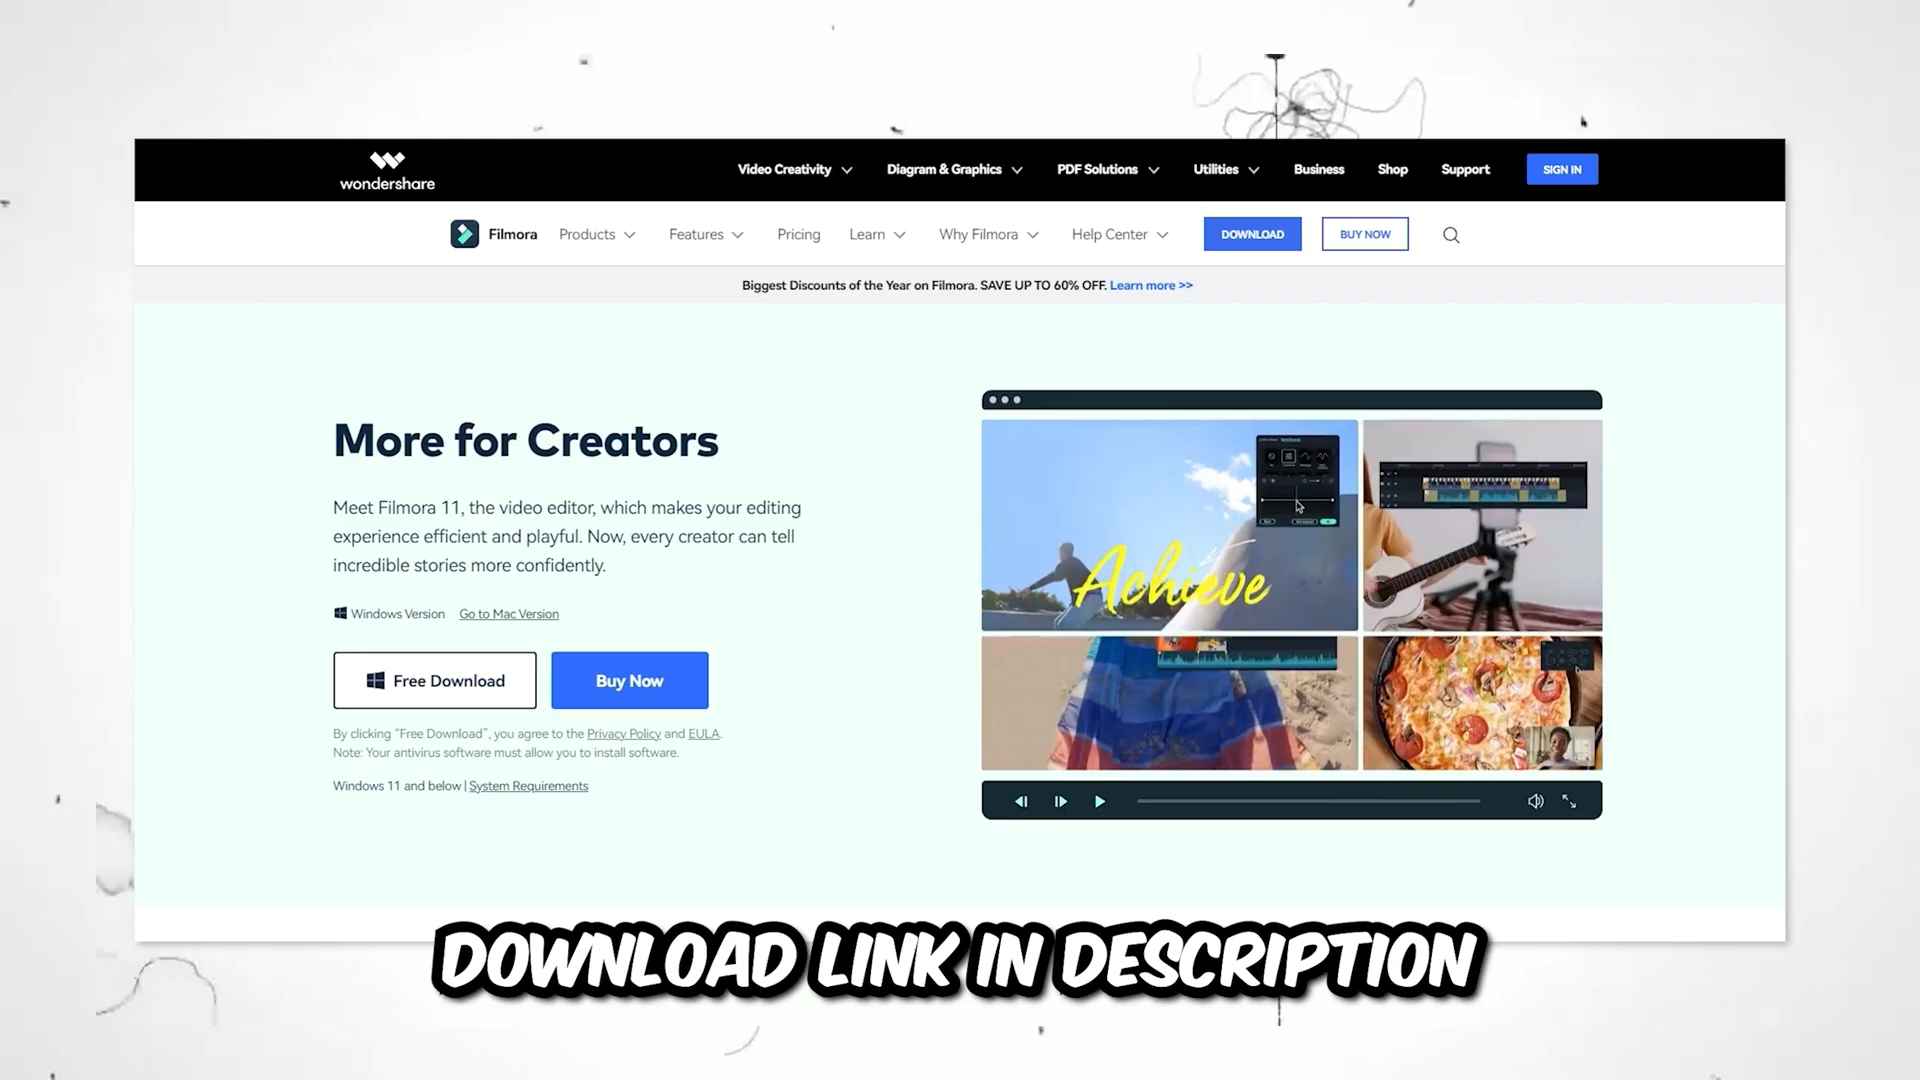 wondershare
Video Creativity
Diagram & Graphics
PDF Solutions
Utilities
Business
Shop
Support
SIGN IN
Filmora
Products
Features
Pricing
Learn
Why Filmora
Help Center
DOWNLOAD
BUY NOW
Biggest Discounts of the Year on Filmora. SAVE UP TO 60% OFF. Learn more >>
More for Creators
Meet Filmora 11, the video editor, which makes your editing
experience efficient and playful. Now, every creator can tell
incredible stories more confidently.
Windows Version Go to Mac Version
Free Download
Buy Now
By clicking “Free Download”, you agree to the Privacy Policy and EULA.
Note: Your antivirus software must allow you to install software.
Windows 11 and below | System Requirements
Achieve
DOWNLOAD LINK IN DESCRIPTION